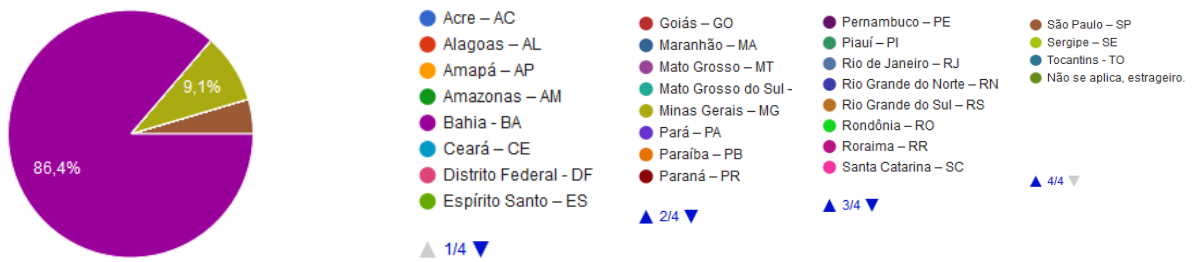 9,1%
86,4%
Acre – AC
Alagoas – AL
Amapá – AP
Amazonas – AM
Bahia - BA
Ceará – CE
Distrito Federal - DF
Espírito Santo – ES
1/4
Goiás – GO
Maranhão – MA
Mato Grosso – MT
Mato Grosso do Sul -
Minas Gerais – MG
Pará – PA
Paraíba – PB
Paraná – PR
2/4
Pernambuco – PE
Piauí – PI
Rio de Janeiro – RJ
Rio Grande do Norte – RN
Rio Grande do Sul – RS
Rondônia – RO
Roraima – RR
Santa Catarina – SC
3/4
São Paulo – SP
Sergipe – SE
Tocantins - TO
Não se aplica, estrageiro.
4/4